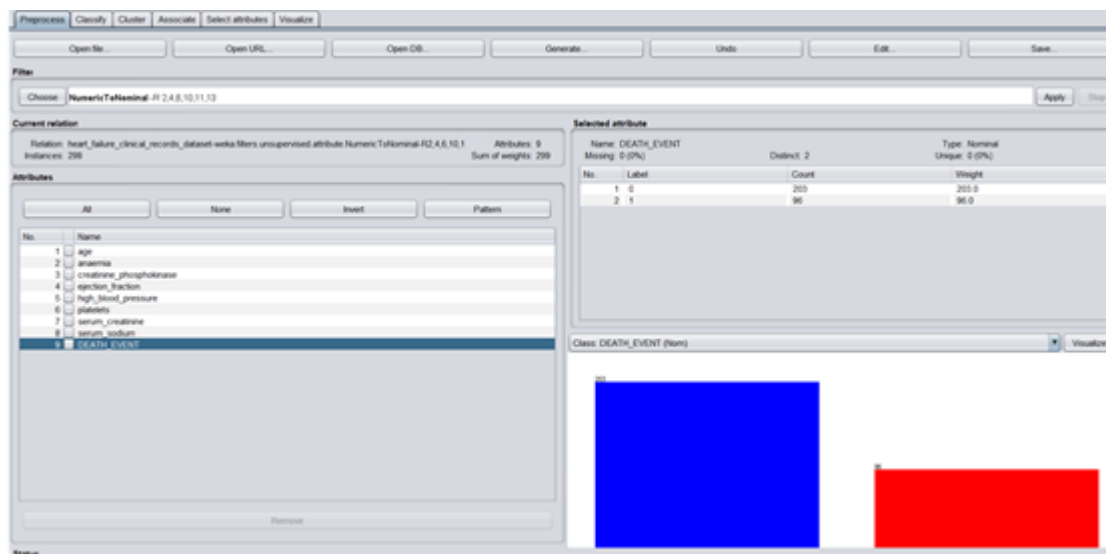 Preprocess Classify Cluster Associate Select attributes Visualize
Open file... Open URL... Open DB... Generate... Undo Edit... Save...
Filter
Choose NumericToNominal -R 2,4,6,10,11,13 Apply Stop
Current relation
Relation: heart_failure_clinical_records_dataset-weka.filters.unsupervised.attribute.NumericToNominal-R2,4,6,10,1 Attributes: 9
Instances: 299 Sum of weights: 299
Attributes
All None Invert Pattern
No. Name
1 age
2 anaemia
3 creatinine_phosphokinase
4 ejection_fraction
5 high_blood_pressure
6 platelets
7 serum_creatinine
8 serum_sodium
9 DEATH_EVENT
Remove
Status
Selected attribute
Name: DEATH_EVENT Type: Nominal
Missing: 0 (0%) Distinct: 2 Unique: 0 (0%)
No. Label Count Weight
1 0 203 203.0
2 1 96 96.0
Class: DEATH_EVENT (Nom) Visualize
203
96